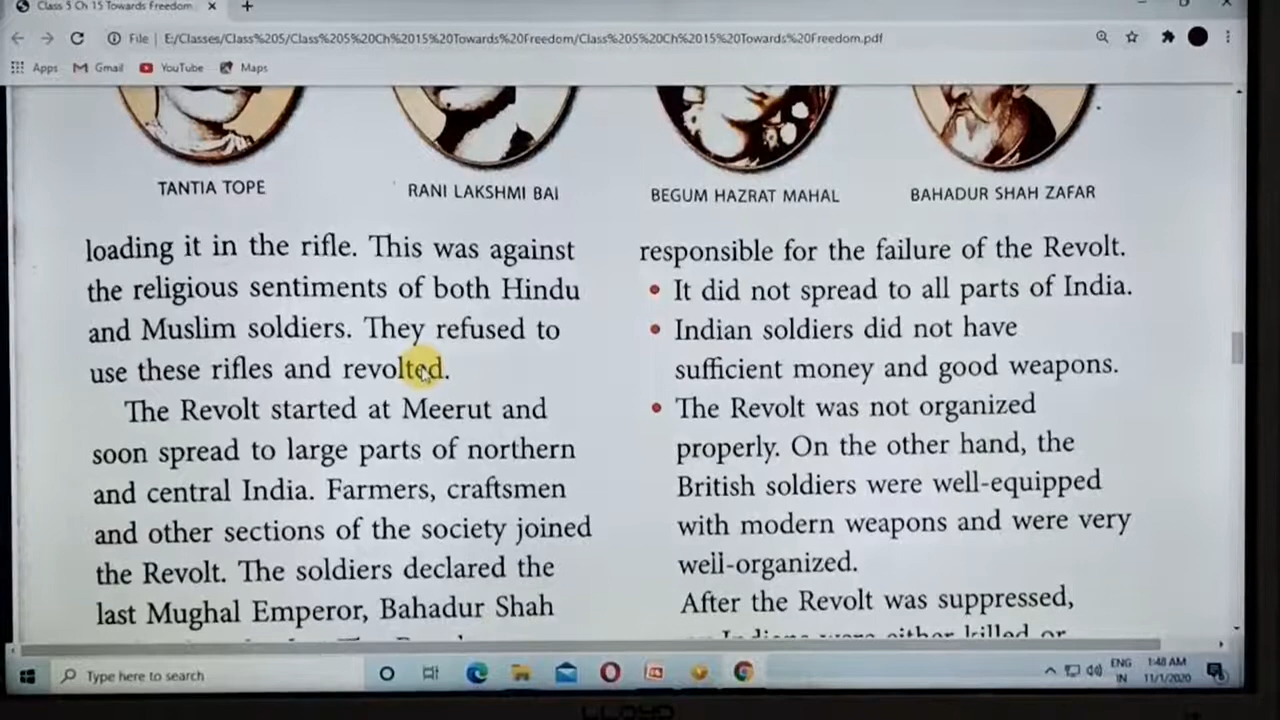 Class 5 Ch 15 Towards Freedom
File | E:/Classes/Class%205/Class%205%20Ch%2015%20Towards%20Freedom/Class%205%20Ch%2015%20Towards%20Freedom.pdf
Apps Gmail YouTube Maps
TANTIA TOPE
RANI LAKSHMI BAI
BEGUM HAZRAT MAHAL
BAHADUR SHAH ZAFAR
loading it in the rifle. This was against
the religious sentiments of both Hindu
and Muslim soldiers. They refused to
use these rifles and revolted.
The Revolt started at Meerut and
soon spread to large parts of northern
and central India. Farmers, craftsmen
and other sections of the society joined
the Revolt. The soldiers declared the
last Mughal Emperor, Bahadur Shah
responsible for the failure of the Revolt.
• It did not spread to all parts of India.
• Indian soldiers did not have
sufficient money and good weapons.
• The Revolt was not organized
properly. On the other hand, the
British soldiers were well-equipped
with modern weapons and were very
well-organized.
After the Revolt was suppressed,
Indians were either killed or
Type here to search
ENG
IN
1:48 AM
11/1/2020
LLOYD